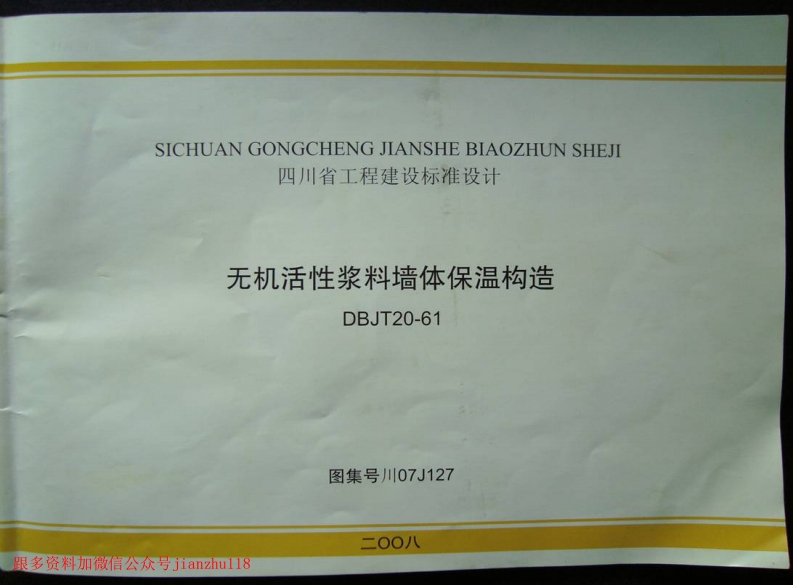 SICHUAN GONGCHENG JIANSHE BIAOZHUN SHEJI
四川省工程建设标准设计
无机活性浆料墙体保温构造
DBJT20-61
图集号川07J127
二〇〇八
跟多资料加微信公众号jianzhu118